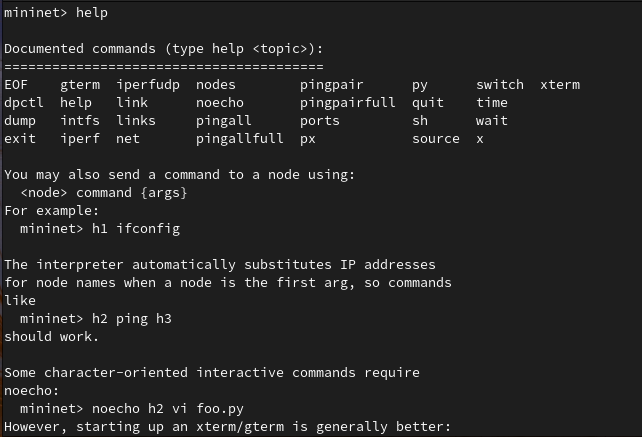 mininet> help

Documented commands (type help <topic>):
========================================
EOF    gterm  iperfudp  nodes        pingpair      py      switch  xterm
dpctl  help   link      noecho       pingpairfull  quit    time
dump   intfs  links     pingall      ports         sh      wait
exit   iperf  net       pingallfull  px            source  x

You may also send a command to a node using:
  <node> command {args}
For example:
  mininet> h1 ifconfig

The interpreter automatically substitutes IP addresses
for node names when a node is the first arg, so commands
like
  mininet> h2 ping h3
should work.

Some character-oriented interactive commands require
noecho:
  mininet> noecho h2 vi foo.py
However, starting up an xterm/gterm is generally better: